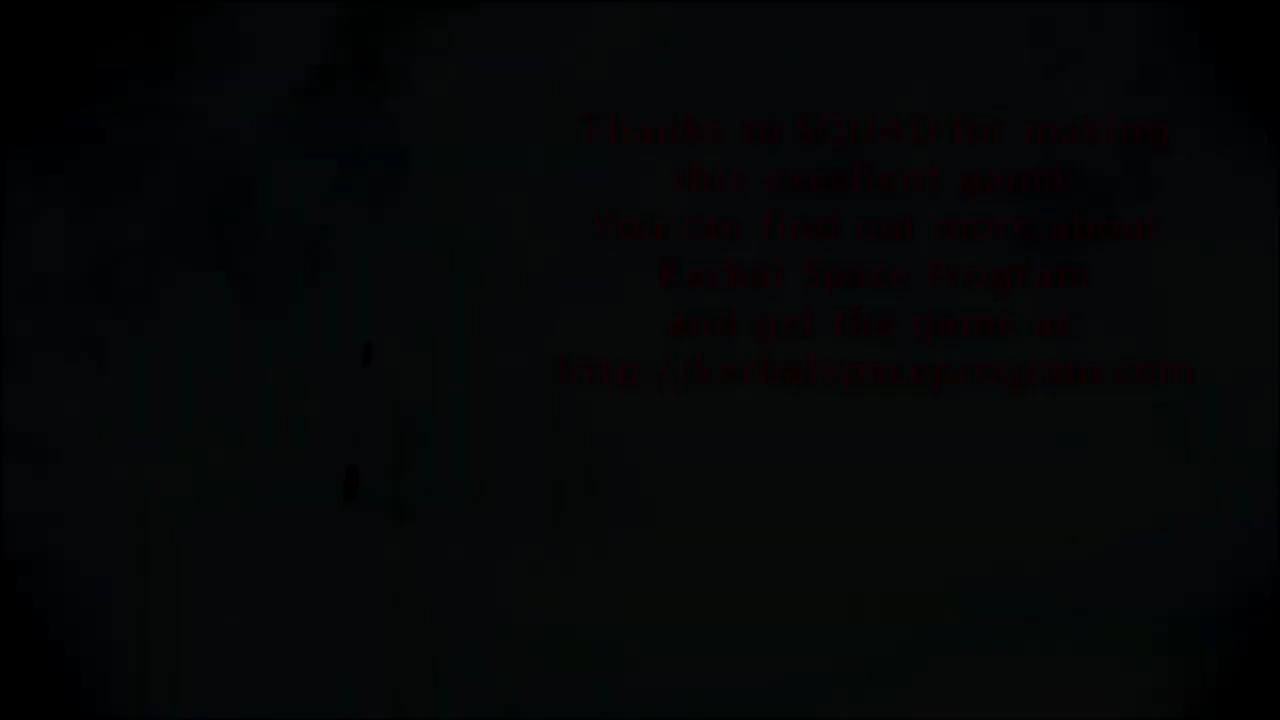 Thanks to SQUAD for making
this excellent game!
You can find out more about
Kerbal Space Program
and get the game at
http://kerbalspaceprogram.com